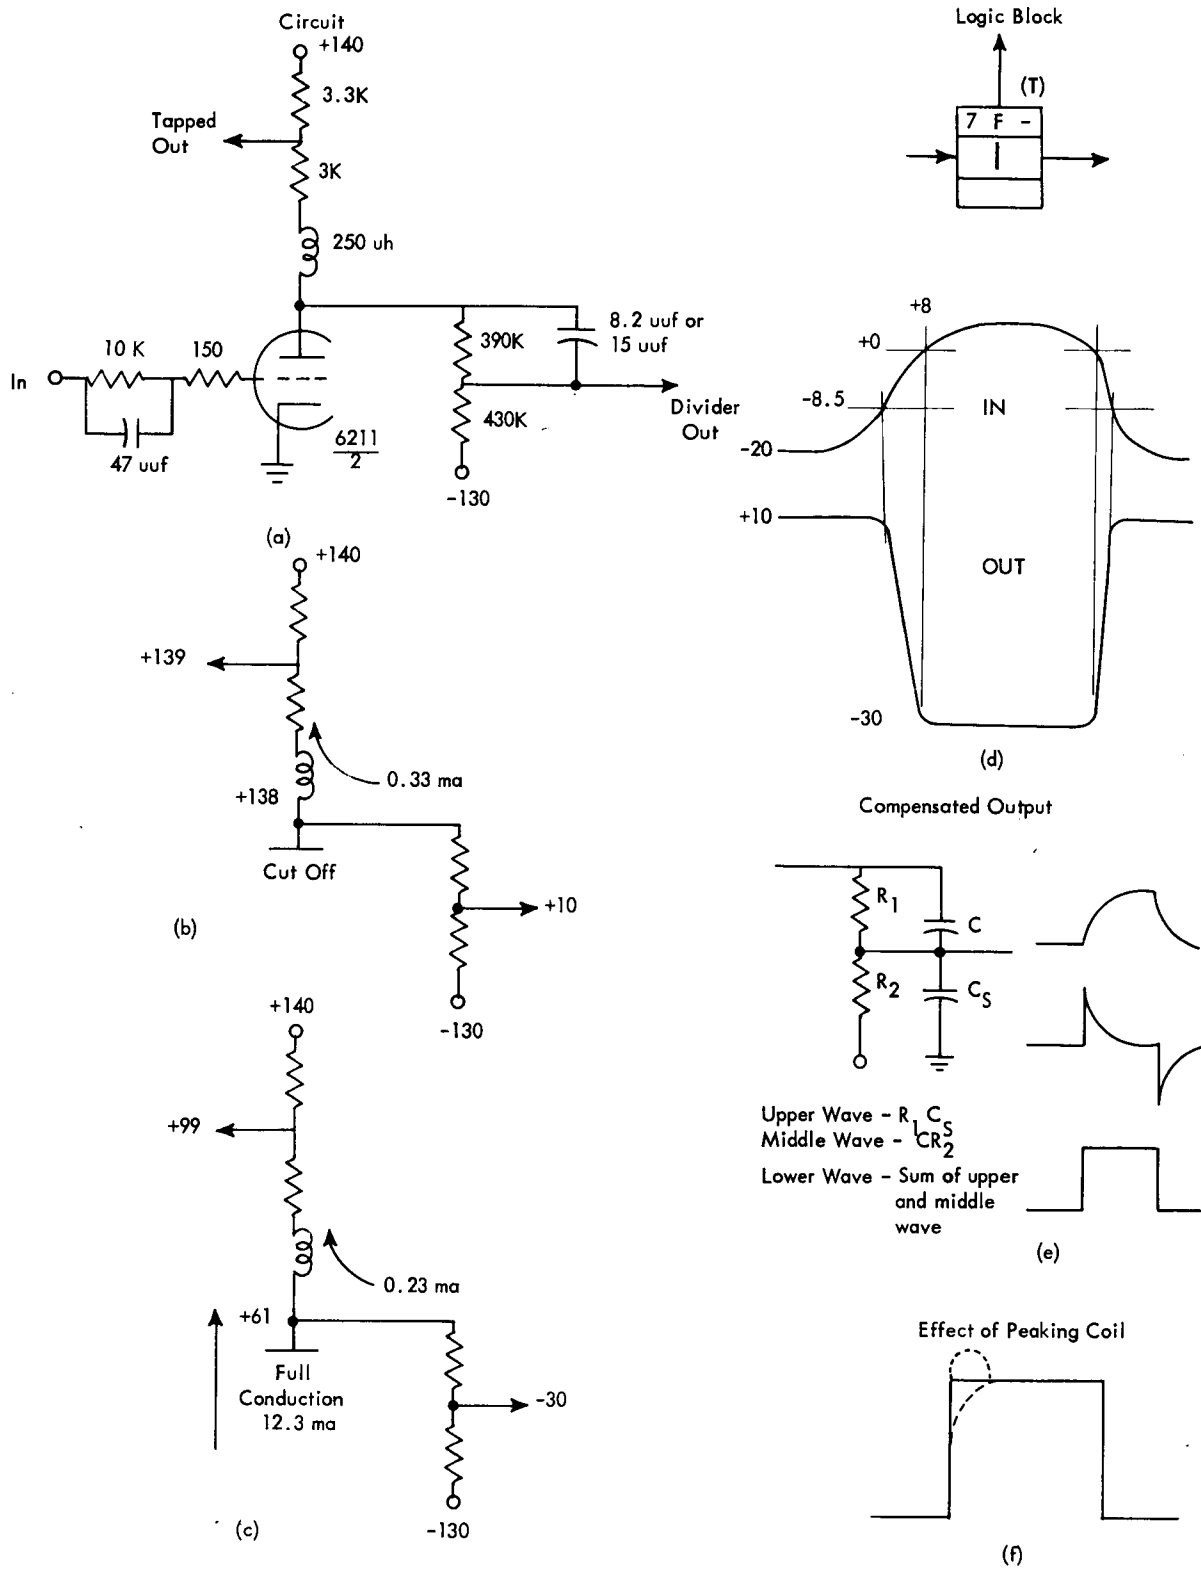 Circuit
+140
3.3K
Tapped
Out
3K
250 uh
8.2 uuf or
15 uuf
390K
10 K
150
In
47 uuf
6211
2
430K
Divider
Out
-130
(a)
Logic Block
(T)
7 F -
I
+8
+0
-8.5
IN
-20
+10
OUT
-30
(d)
+140
+139
0.33 ma
+138
Cut Off
+10
(b)
-130
+140
+99
0.23 ma
+61
Full
Conduction
12.3 ma
-30
(c)
-130
Compensated Output
R1
C
R2
CS
Upper Wave - R1CS
Middle Wave - CR2
Lower Wave - Sum of upper
and middle
wave
(e)
Effect of Peaking Coil
(f)